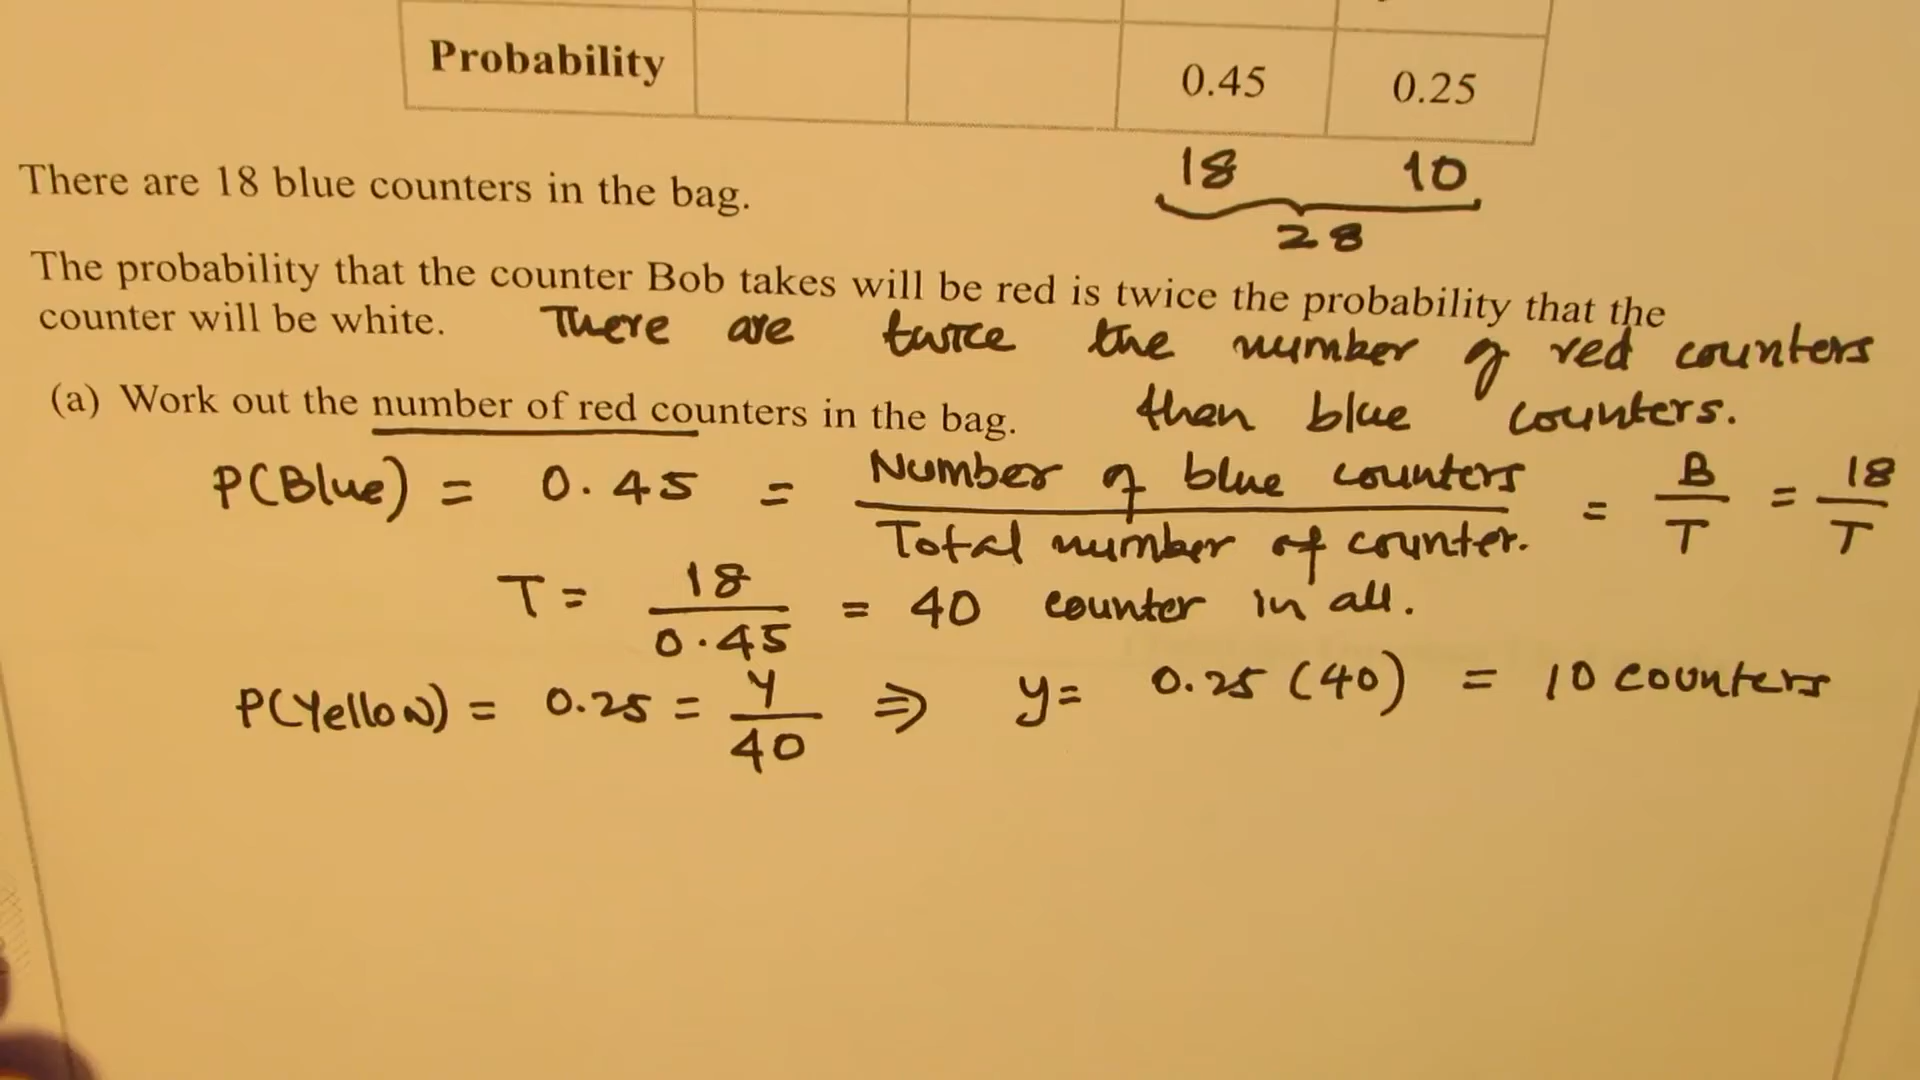 Probability 0.45 0.25
18 10
There are 18 blue counters in the bag.
28
The probability that the counter Bob takes will be red is twice the probability that the
counter will be white. There are twice the number of red counters
(a) Work out the number of red counters in the bag. than blue counters.
P(Blue) = 0.45 = Number of blue counters / Total number of counter. = B/T = 18/T
T = 18/0.45 = 40 counter in all.
P(Yellow) = 0.25 = Y/40 ⇒ y = 0.25 (40) = 10 counters